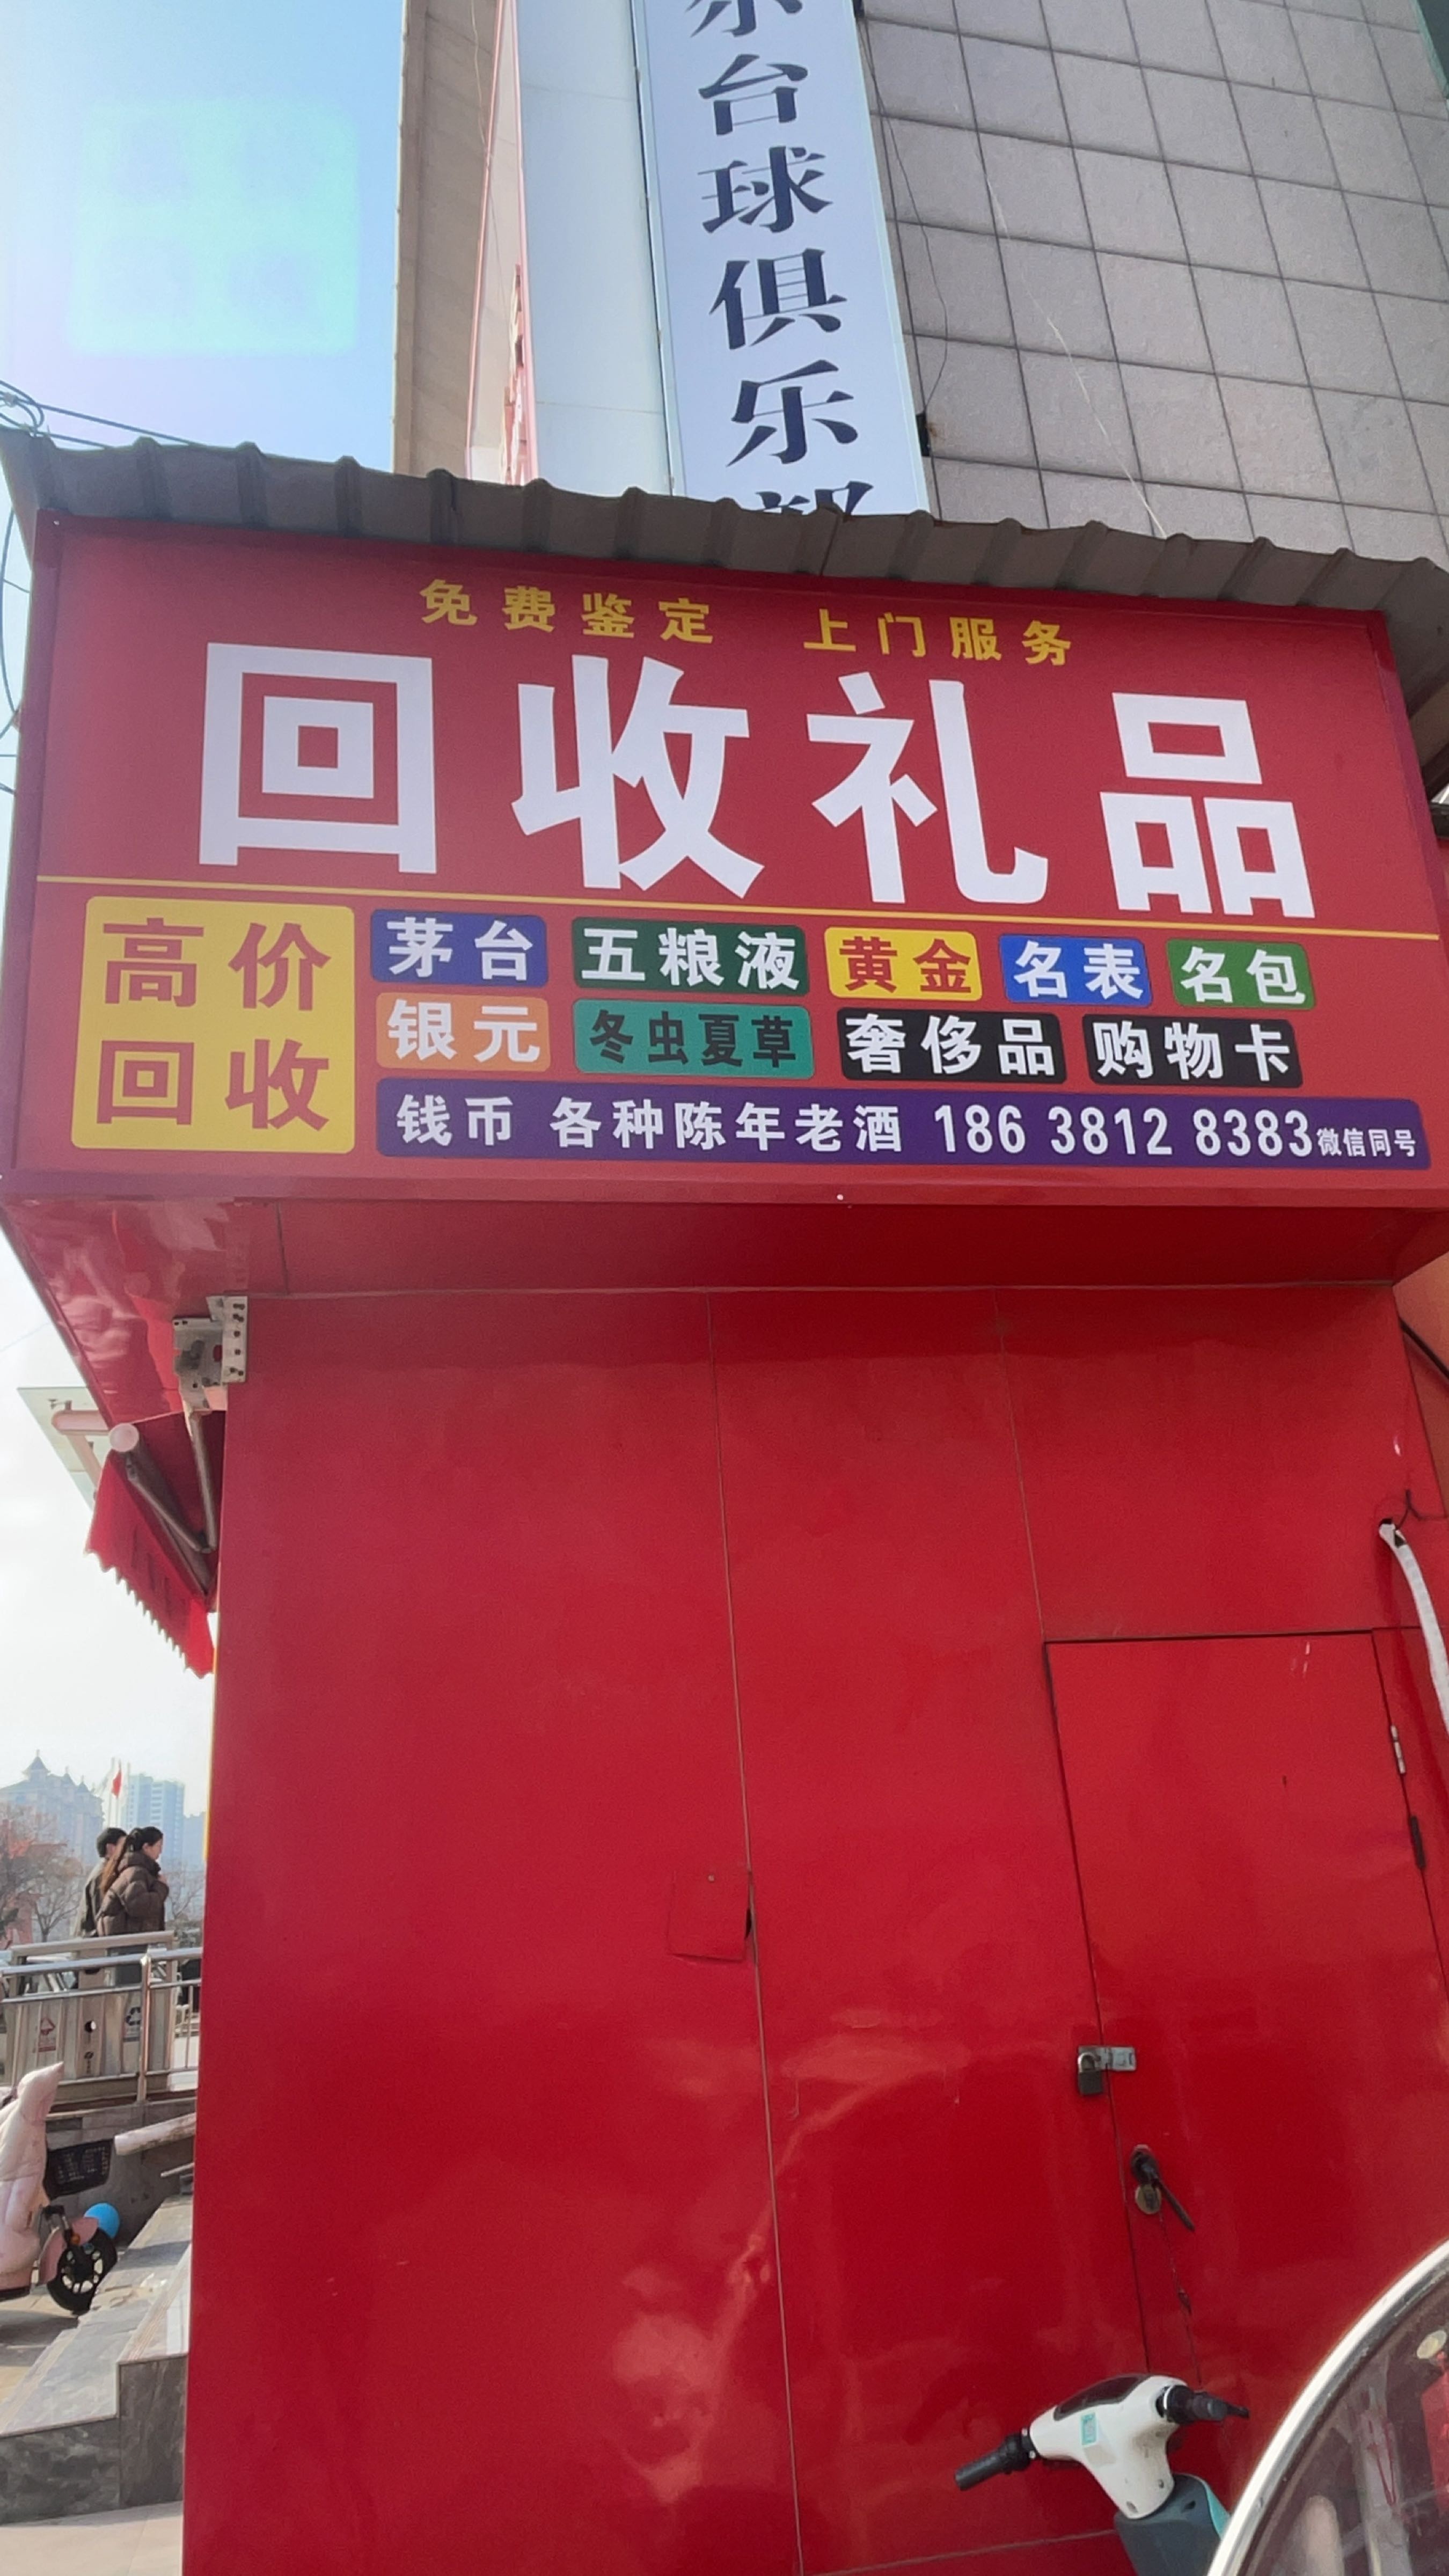 台球俱乐
免费鉴定 上门服务
回收礼品
高价回收
茅台 五粮液 黄金 名表 名包
银元 冬虫夏草 奢侈品 购物卡
钱币 各种陈年老酒 186 3812 8383微信同号